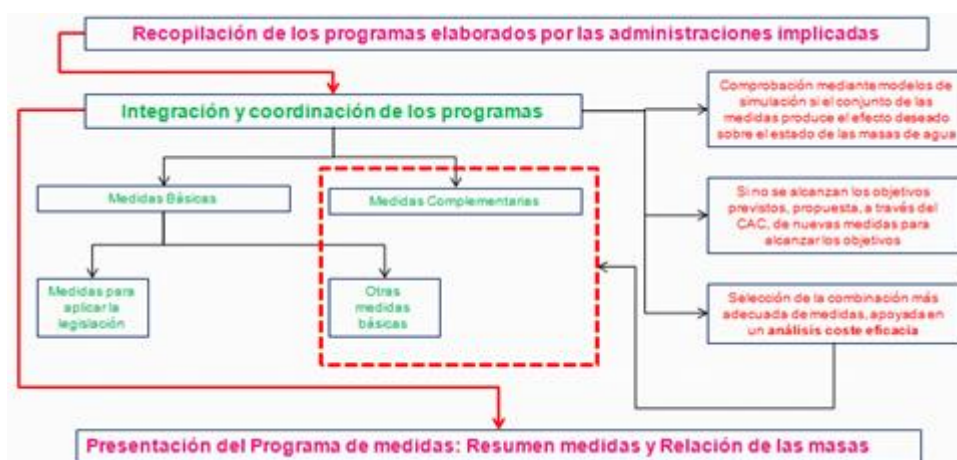 Recopilación de los programas elaborados por las administraciones implicadas
Integración y coordinación de los programas
Comprobación mediante modelos de
simulación si el conjunto de las
medidas produce el efecto deseado
sobre el estado de las masas de agua
Medidas Básicas
Medidas Complementarias
Si no se alcanzan los objetivos
previstos, propuesta, a través del
CAC, de nuevas medidas para
alcanzar los objetivos
Medidas para
aplicar la
legislación
Otras
medidas
básicas
Selección de la combinación más
adecuada de medidas, apoyada en
un análisis coste eficacia
Presentación del Programa de medidas: Resumen medidas y Relación de las masas